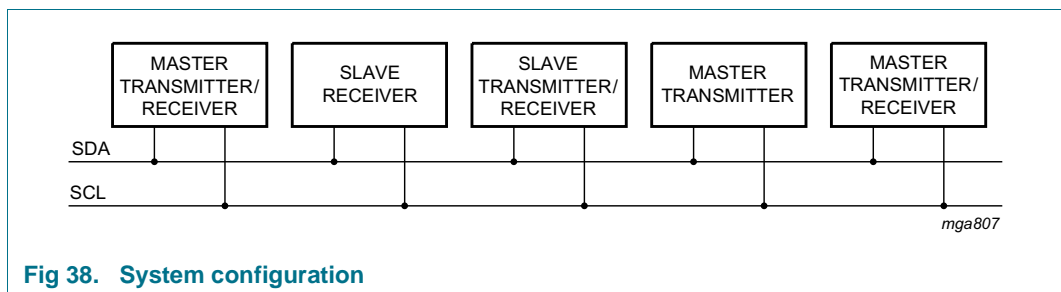 MASTER
TRANSMITTER/
RECEIVER
SLAVE
RECEIVER
SLAVE
TRANSMITTER/
RECEIVER
MASTER
TRANSMITTER
MASTER
TRANSMITTER/
RECEIVER
SDA
SCL
mga807
Fig 38. System configuration